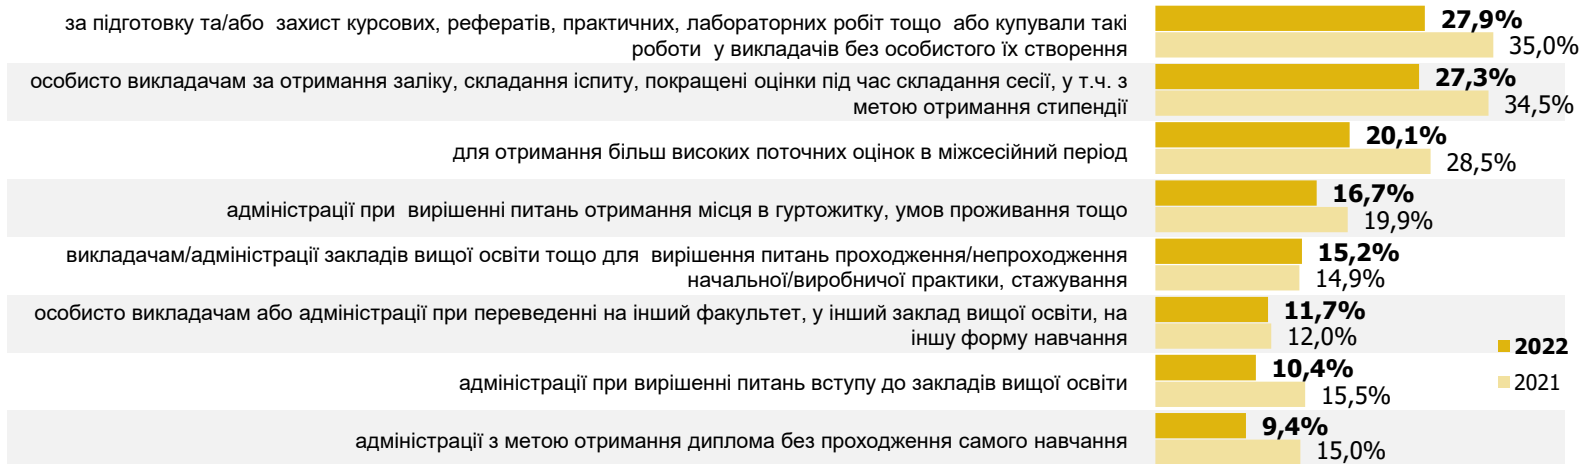 за підготовку та/або захист курсових, рефератів, практичних, лабораторних робіт тощо або купували такі
роботи у викладачів без особистого їх створення
27,9%
35,0%
особисто викладачам за отримання заліку, складання іспиту, покращені оцінки під час складання сесії, у т.ч. з
метою отримання стипендії
27,3%
34,5%
для отримання більш високих поточних оцінок в міжсесійний період
20,1%
28,5%
адміністрації при вирішенні питань отримання місця в гуртожитку, умов проживання тощо
16,7%
19,9%
викладачам/адміністрації закладів вищої освіти тощо для вирішення питань проходження/непроходження
начальної/виробничої практики, стажування
15,2%
14,9%
особисто викладачам або адміністрації при переведенні на інший факультет, у інший заклад вищої освіти, на
іншу форму навчання
11,7%
12,0%
адміністрації при вирішенні питань вступу до закладів вищої освіти
10,4%
15,5%
адміністрації з метою отримання диплома без проходження самого навчання
9,4%
15,0%
2022
2021